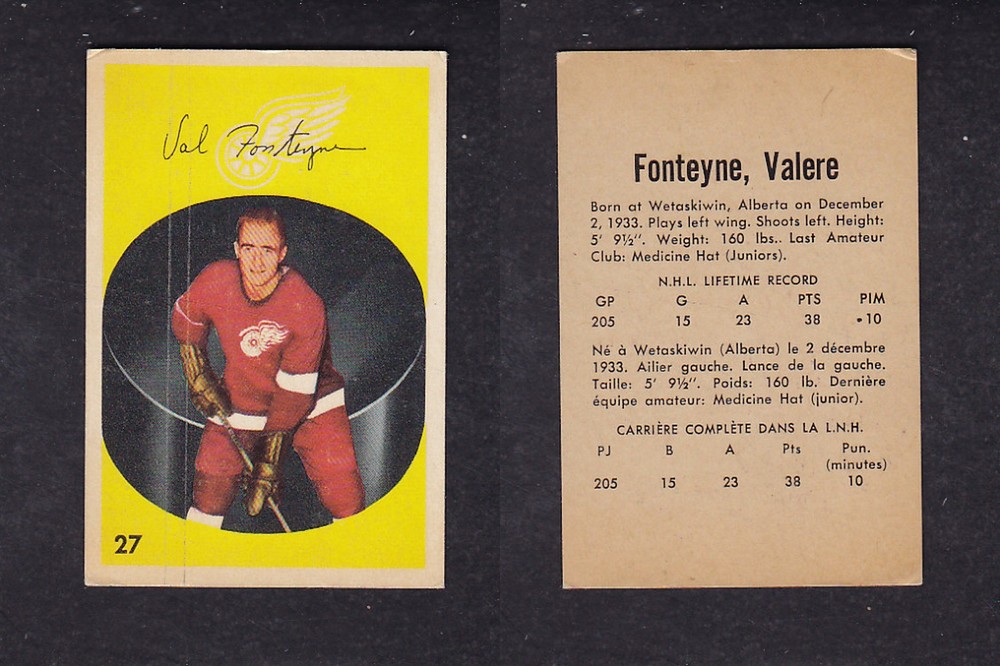 Val Fonteyne
27
Fonteyne, Valere
Born at Wetaskiwin, Alberta on December
2, 1933. Plays left wing. Shoots left. Height:
5' 9½". Weight: 160 lbs.. Last Amateur
Club: Medicine Hat (Juniors).
N.H.L. LIFETIME RECORD
GP G A PTS PIM
205 15 23 38 10
Né à Wetaskiwin (Alberta) le 2 décembre
1933. Ailier gauche. Lance de la gauche.
Taille: 5' 9½". Poids: 160 lb. Dernière
équipe amateur: Medicine Hat (junior).
CARRIÈRE COMPLÈTE DANS LA L.N.H.
PJ B A Pts Pun.
(minutes)
205 15 23 38 10